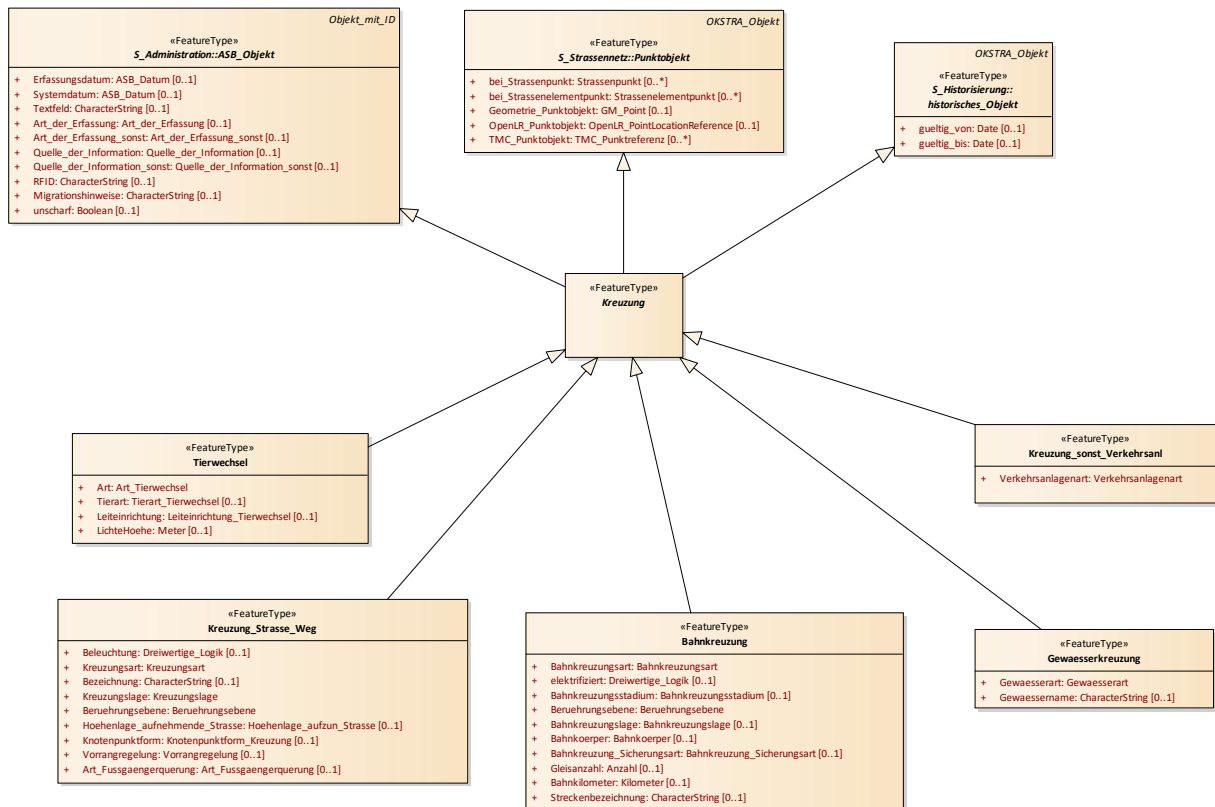 Objekt_mit_ID
«FeatureType»
S_Administration::ASB_Objekt
+ Erfassungsdatum: ASB_Datum [0..1]
+ Systemdatum: ASB_Datum [0..1]
+ Textfeld: CharacterString [0..1]
+ Art_der_Erfassung: Art_der_Erfassung [0..1]
+ Art_der_Erfassung_sonst: Art_der_Erfassung_sonst [0..1]
+ Quelle_der_Information: Quelle_der_Information [0..1]
+ Quelle_der_Information_sonst: Quelle_der_Information_sonst [0..1]
+ RFID: CharacterString [0..1]
+ Migrationshinweise: CharacterString [0..1]
+ unscharf: Boolean [0..1]
OKSTRA_Objekt
«FeatureType»
S_Strassennetz::Punktobjekt
+ bei_Strassenpunkt: Strassenpunkt [0..*]
+ bei_Strassenelementpunkt: Strassenelementpunkt [0..*]
+ Geometrie_Punktobjekt: GM_Point [0..1]
+ OpenLR_Punktobjekt: OpenLR_PointLocationReference [0..1]
+ TMC_Punktobjekt: TMC_Punktreferenz [0..*]
OKSTRA_Objekt
«FeatureType»
S_Historisierung::
historisches_Objekt
+ gueltig_von: Date [0..1]
+ gueltig_bis: Date [0..1]
«FeatureType»
Kreuzung
«FeatureType»
Tierwechsel
+ Art: Art_Tierwechsel
+ Tierart: Tierart_Tierwechsel [0..1]
+ Leiteinrichtung: Leiteinrichtung_Tierwechsel [0..1]
+ LichteHoehe: Meter [0..1]
«FeatureType»
Kreuzung_sonst_Verkehrsanl
+ Verkehrsanlagenart: Verkehrsanlagenart
«FeatureType»
Kreuzung_Strasse_Weg
+ Beleuchtung: Dreiwertige_Logik [0..1]
+ Kreuzungsart: Kreuzungsart
+ Bezeichnung: CharacterString [0..1]
+ Kreuzungslage: Kreuzungslage
+ Beruehrungsebene: Beruehrungsebene
+ Hoehenlage_aufnehmende_Strasse: Hoehenlage_aufzun_Strasse [0..1]
+ Knotenpunktform: Knotenpunktform_Kreuzung [0..1]
+ Vorrangregelung: Vorrangregelung [0..1]
+ Art_Fussgaengerquerung: Art_Fussgaengerquerung [0..1]
«FeatureType»
Bahnkreuzung
+ Bahnkreuzungsart: Bahnkreuzungsart
+ elektrifiziert: Dreiwertige_Logik [0..1]
+ Bahnkreuzungsstadium: Bahnkreuzungsstadium [0..1]
+ Beruehrungsebene: Beruehrungsebene
+ Bahnkreuzungslage: Bahnkreuzungslage [0..1]
+ Bahnkoerper: Bahnkoerper [0..1]
+ Bahnkreuzung_Sicherungsart: Bahnkreuzung_Sicherungsart [0..1]
+ Gleisanzahl: Anzahl [0..1]
+ Bahnkilometer: Kilometer [0..1]
+ Streckenbezeichnung: CharacterString [0..1]
«FeatureType»
Gewaesserkreuzung
+ Gewaesserart: Gewaesserart
+ Gewaessername: CharacterString [0..1]